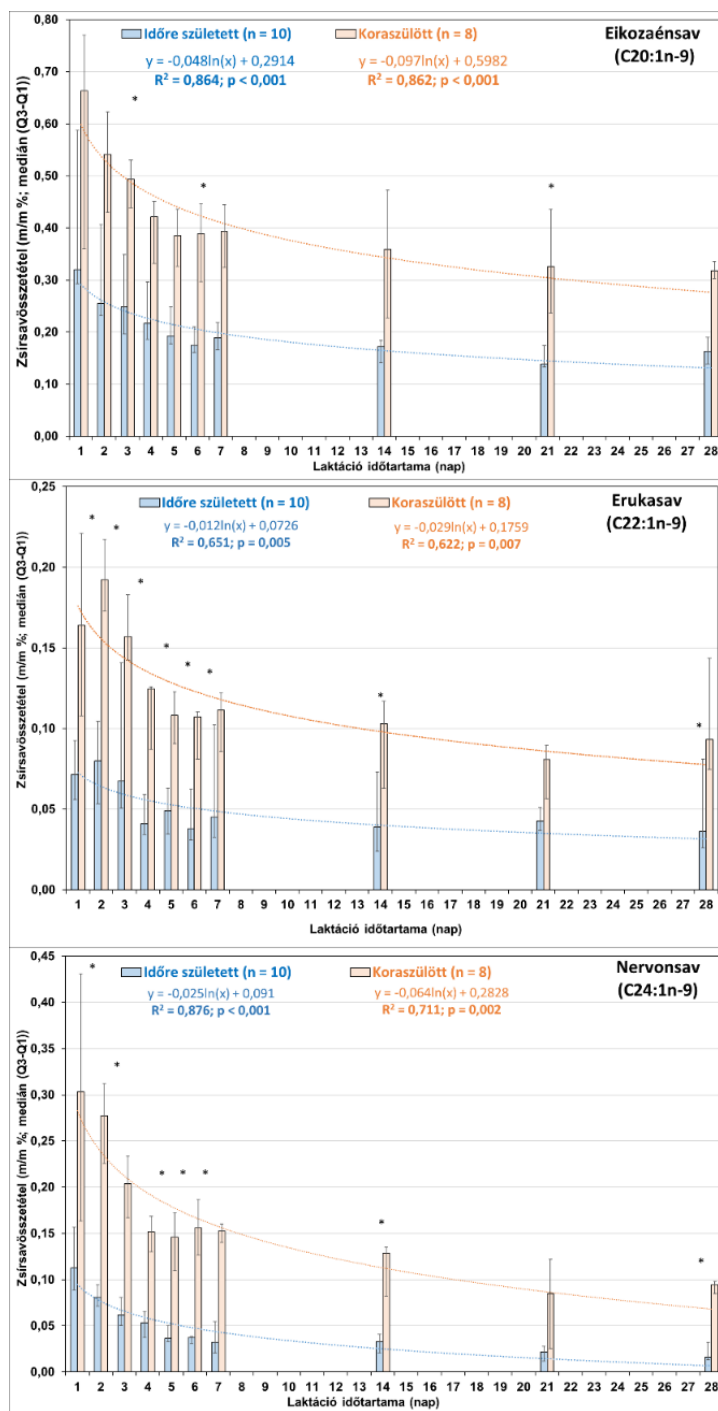 0,80
Időre született (n = 10)
Koraszülött (n = 8)
Eikozaénsav
(C20:1n-9)
y = -0,048ln(x) + 0,2914
y = -0,097ln(x) + 0,5982
R² = 0,864; p < 0,001
R² = 0,862; p < 0,001
Zsírsavösszetétel (m/m %; medián (Q3-Q1))
0,70
0,60
0,50
0,40
0,30
0,20
0,10
0,00
*
*
*
1 2 3 4 5 6 7 8 9 10 11 12 13 14 15 16 17 18 19 20 21 22 23 24 25 26 27 28
Laktáció időtartama (nap)
0,25
Időre született (n = 10)
Koraszülött (n = 8)
Erukasav
(C22:1n-9)
y = -0,012ln(x) + 0,0726
y = -0,029ln(x) + 0,1759
R² = 0,651; p = 0,005
R² = 0,622; p = 0,007
Zsírsavösszetétel (m/m %; medián (Q3-Q1))
0,20
0,15
0,10
0,05
0,00
*
*
*
*
*
*
*
*
1 2 3 4 5 6 7 8 9 10 11 12 13 14 15 16 17 18 19 20 21 22 23 24 25 26 27 28
Laktáció időtartama (nap)
0,45
Időre született (n = 10)
Koraszülött (n = 8)
Nervonsav
(C24:1n-9)
y = -0,025ln(x) + 0,091
y = -0,064ln(x) + 0,2828
R² = 0,876; p < 0,001
R² = 0,711; p = 0,002
Zsírsavösszetétel (m/m %; medián (Q3-Q1))
0,40
0,35
0,30
0,25
0,20
0,15
0,10
0,05
0,00
*
*
*
*
*
*
*
1 2 3 4 5 6 7 8 9 10 11 12 13 14 15 16 17 18 19 20 21 22 23 24 25 26 27 28
Laktáció időtartama (nap)